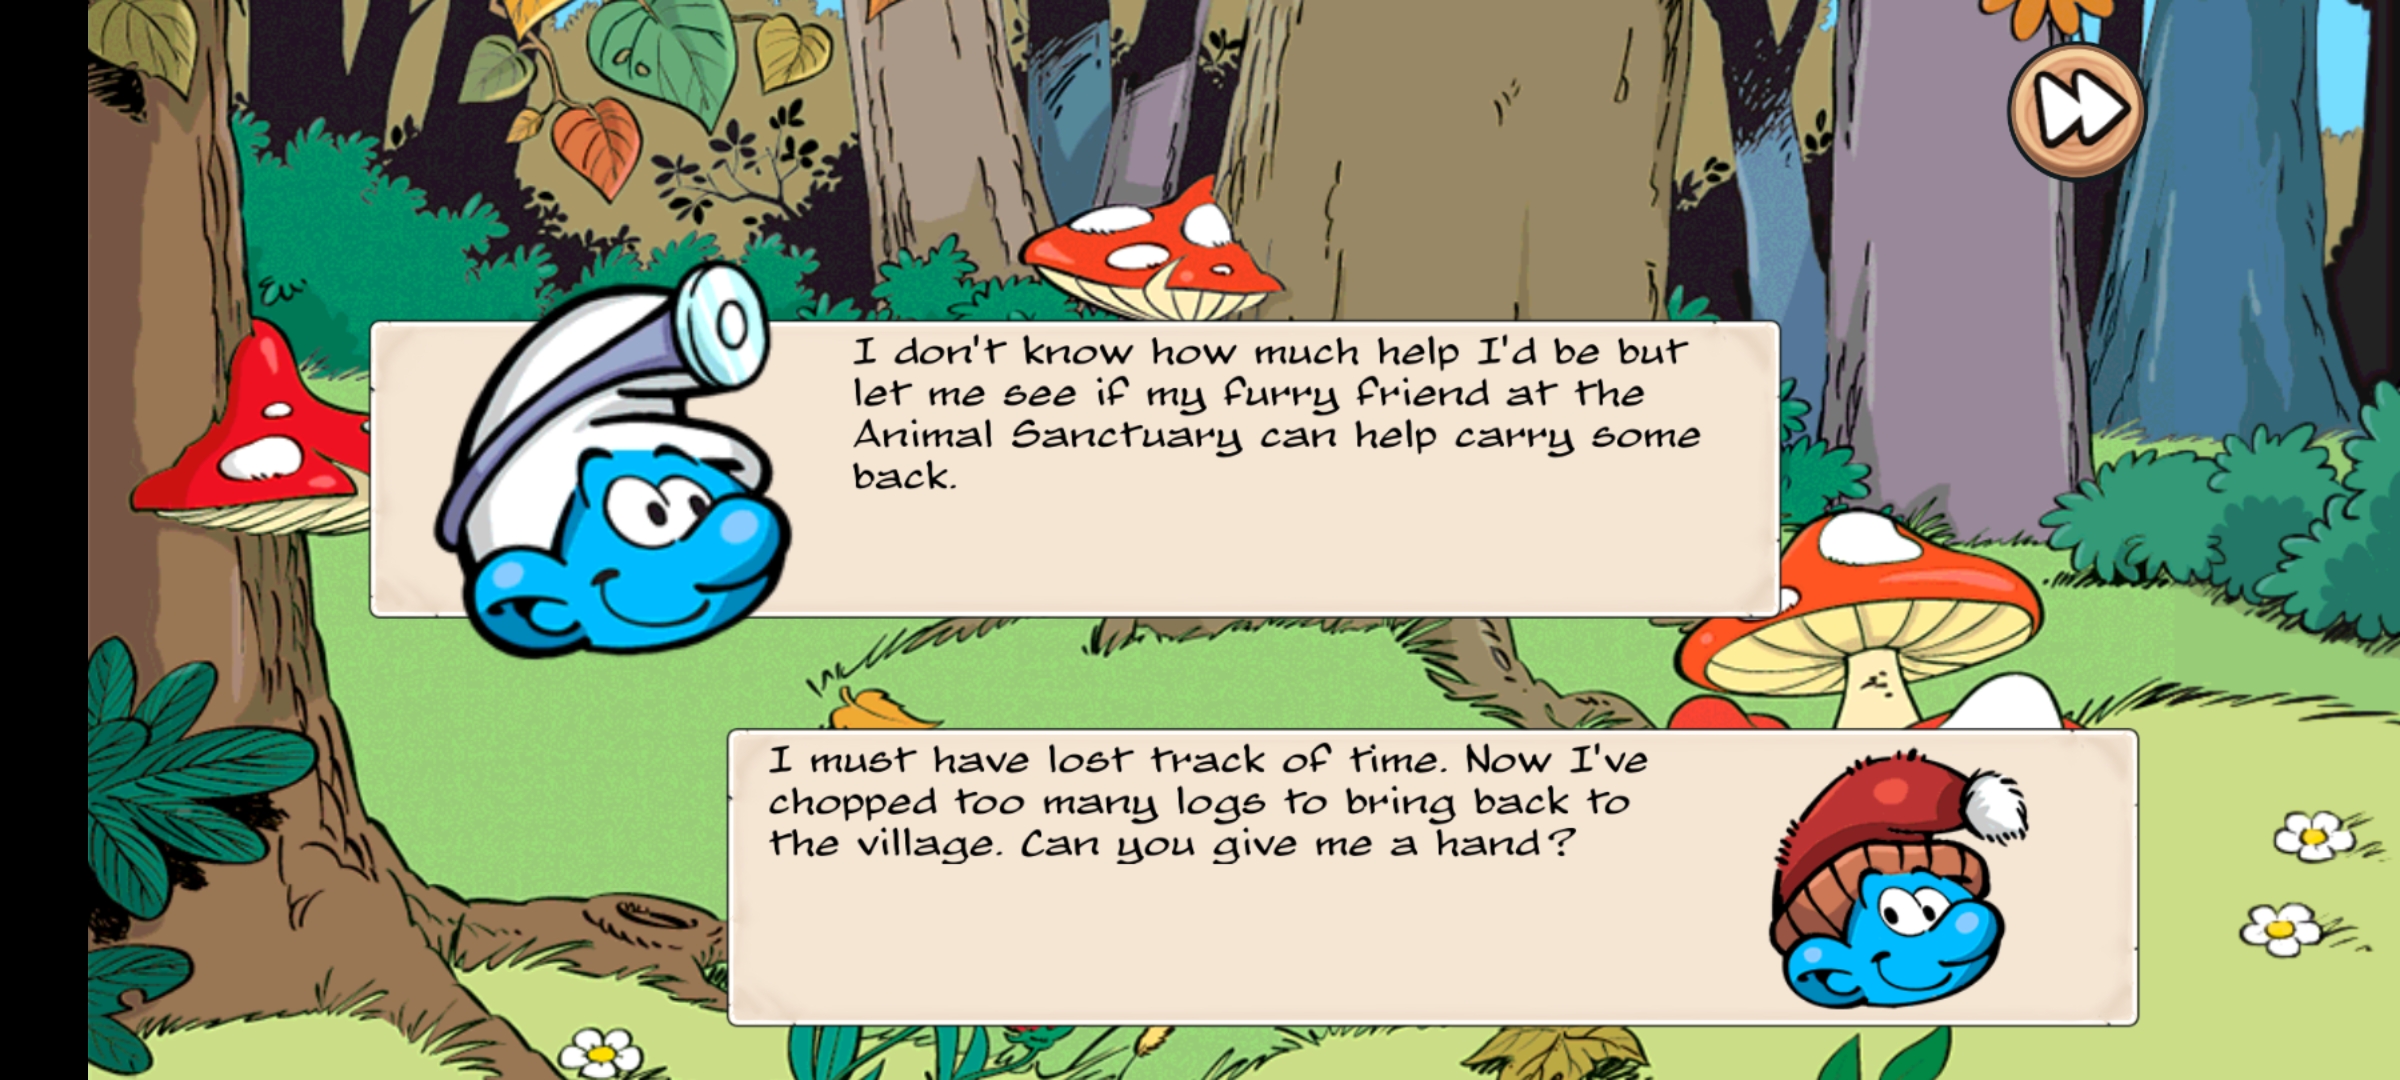 I don't know how much help I'd be but
let me see if my furry friend at the
Animal Sanctuary can help carry some
back.
I must have lost track of time. Now I've
chopped too many logs to bring back to
the village. Can you give me a hand?